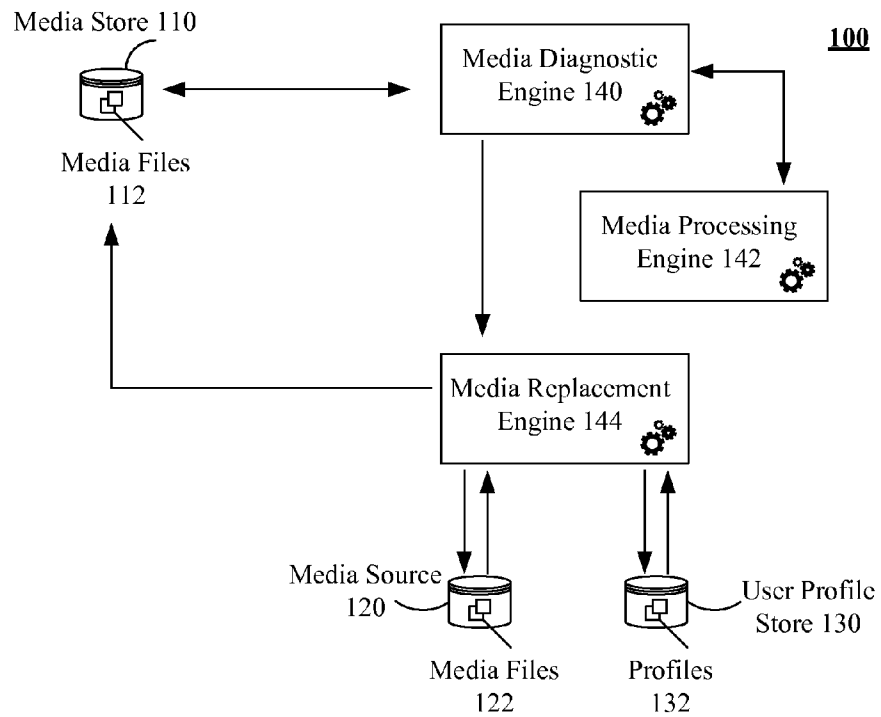 Media Store 110
100
Media Diagnostic
Engine 140
Media Files
112
Media Processing
Engine 142
Media Replacement
Engine 144
Media Source
120
User Profile
Store 130
Media Files
122
Profiles
132